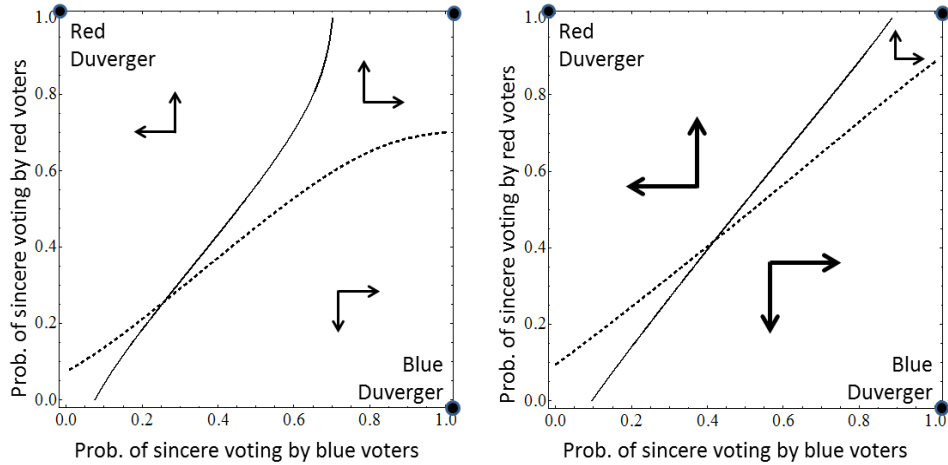 Prob. of sincere voting by red voters
1.0
0.8
0.6
0.4
0.2
0.0
Red
Duverger
Blue
Duverger
0.0 0.2 0.4 0.6 0.8 1.0
Prob. of sincere voting by blue voters
Prob. of sincere voting by red voters
1.0
0.8
0.6
0.4
0.2
0.0
Red
Duverger
Blue
Duverger
0.0 0.2 0.4 0.6 0.8 1.0
Prob. of sincere voting by blue voters